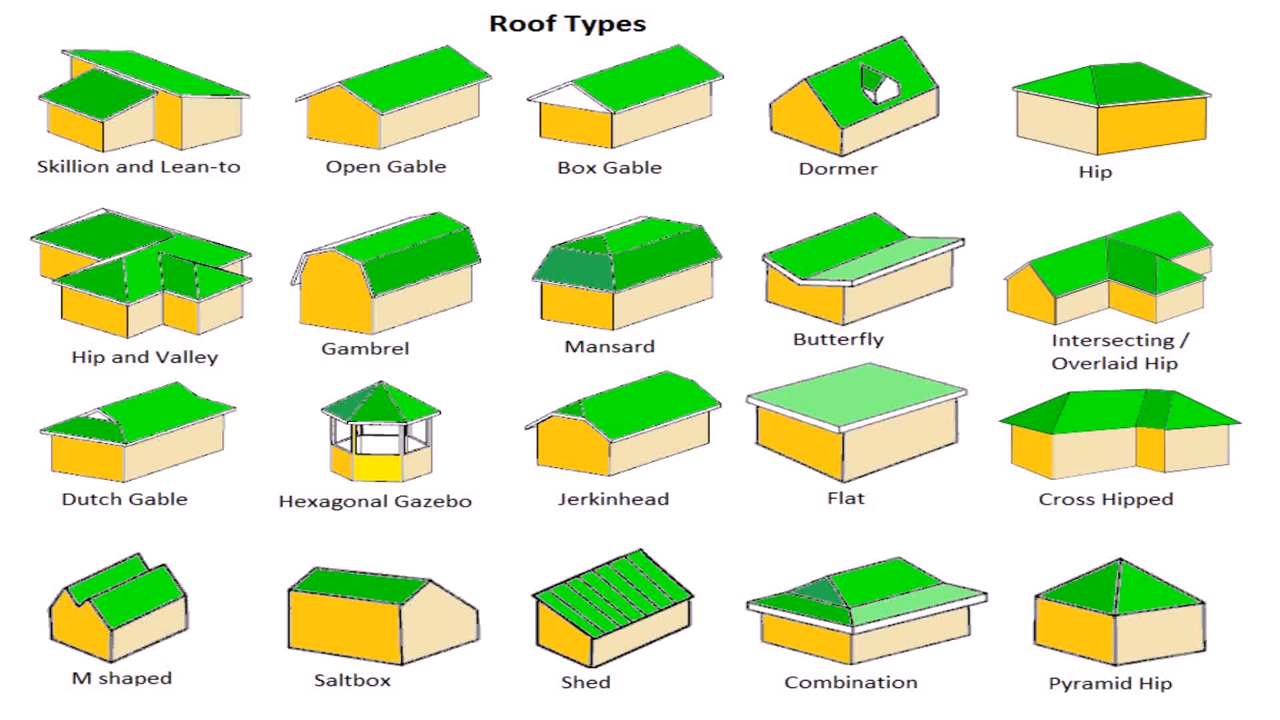 Roof Types
Skillion and Lean-to
Open Gable
Box Gable
Dormer
Hip
Hip and Valley
Gambrel
Mansard
Butterfly
Intersecting /
Overlaid Hip
Dutch Gable
Hexagonal Gazebo
Jerkinhead
Flat
Cross Hipped
M shaped
Saltbox
Shed
Combination
Pyramid Hip